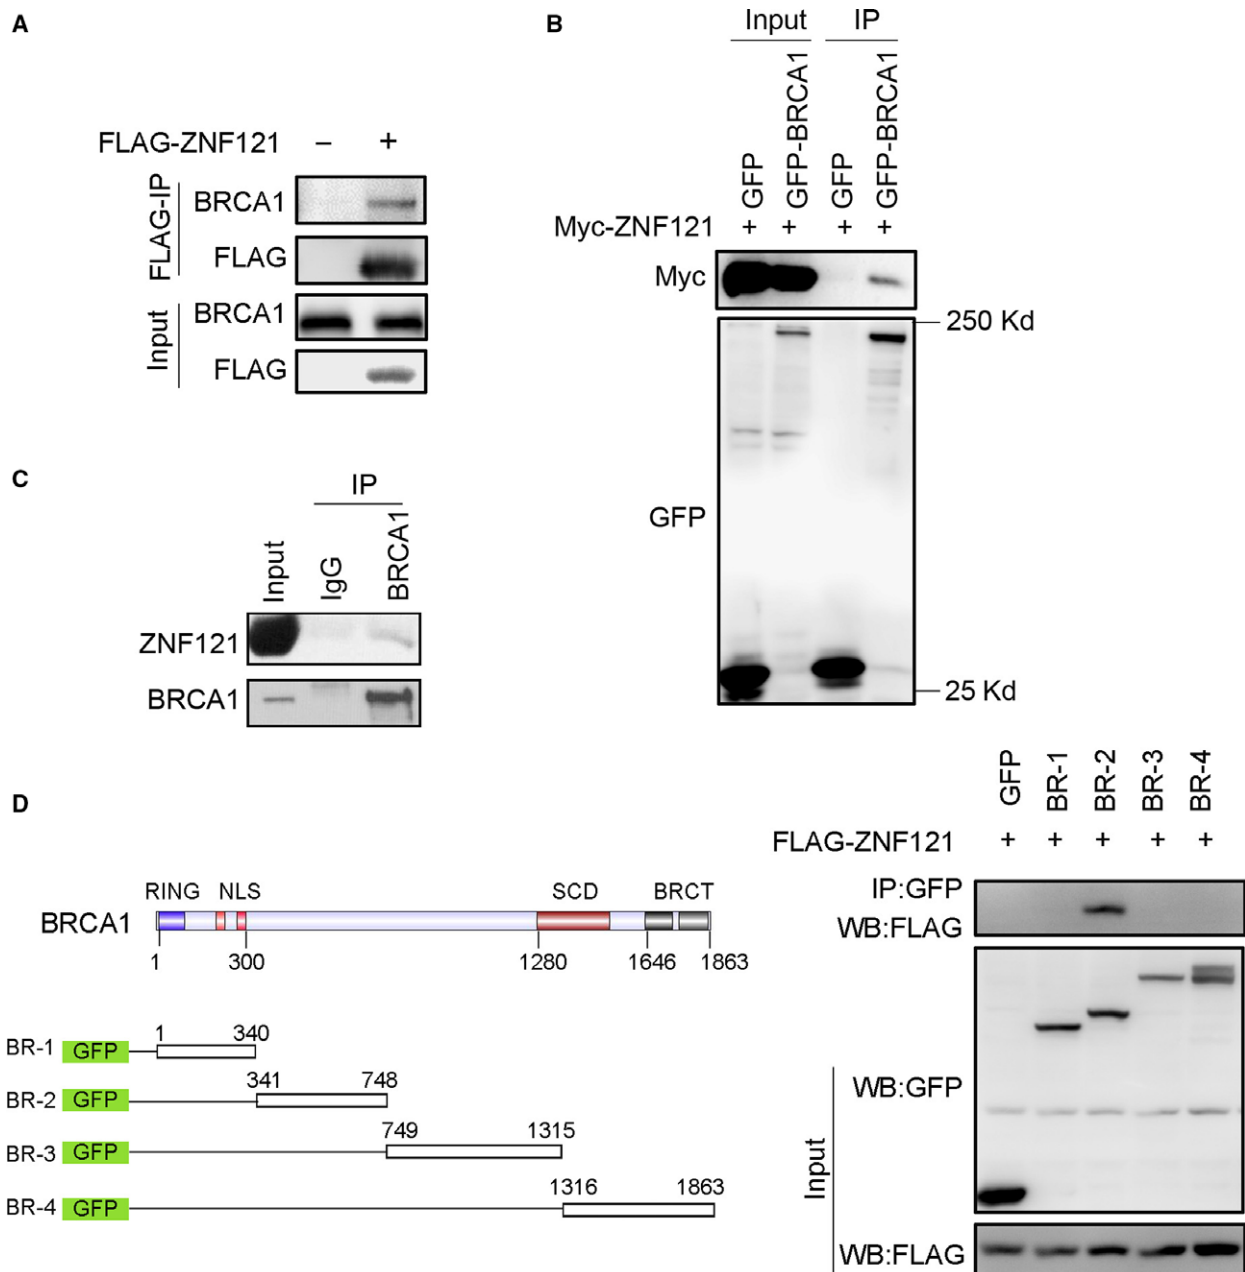 A
FLAG-ZNF121 – +
FLAG-IP
BRCA1
FLAG
Input
BRCA1
FLAG
B
Input IP
GFP GFP-BRCA1 GFP GFP-BRCA1
Myc-ZNF121 + + + +
Myc
250 Kd
GFP
25 Kd
C
IP
Input IgG BRCA1
ZNF121
BRCA1
D
RING NLS SCD BRCT
BRCA1
1 300 1280 1646 1863
1 340
BR-1 GFP
341 748
BR-2 GFP
749 1315
BR-3 GFP
1316 1863
BR-4 GFP
GFP BR-1 BR-2 BR-3 BR-4
FLAG-ZNF121 + + + + +
IP:GFP
WB:FLAG
Input
WB:GFP
WB:FLAG